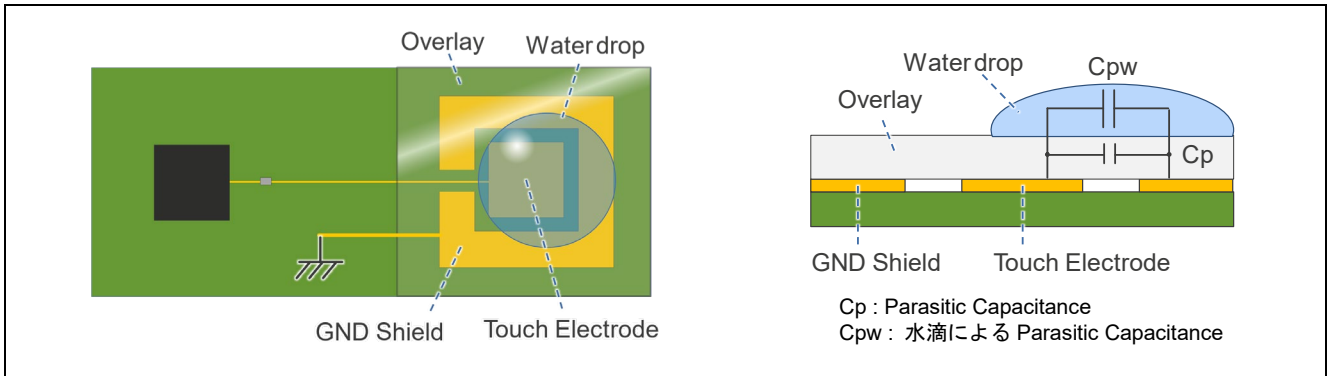 Overlay
Water drop
GND Shield
Touch Electrode
Water drop
Cpw
Overlay
Cp
GND Shield
Touch Electrode
Cp : Parasitic Capacitance
Cpw : 水滴による Parasitic Capacitance